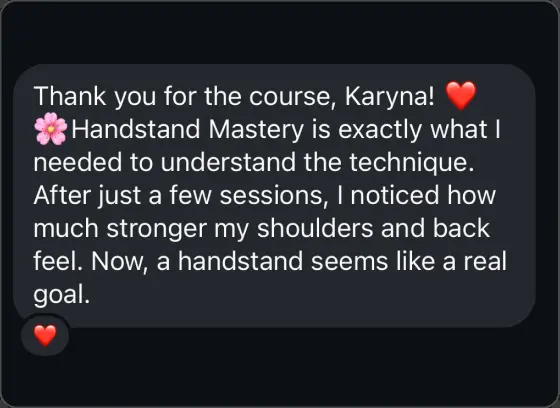 Thank you for the course, Karyna! ❤️
🌸Handstand Mastery is exactly what I
needed to understand the technique.
After just a few sessions, I noticed how
much stronger my shoulders and back
feel. Now, a handstand seems like a real
goal.
❤️